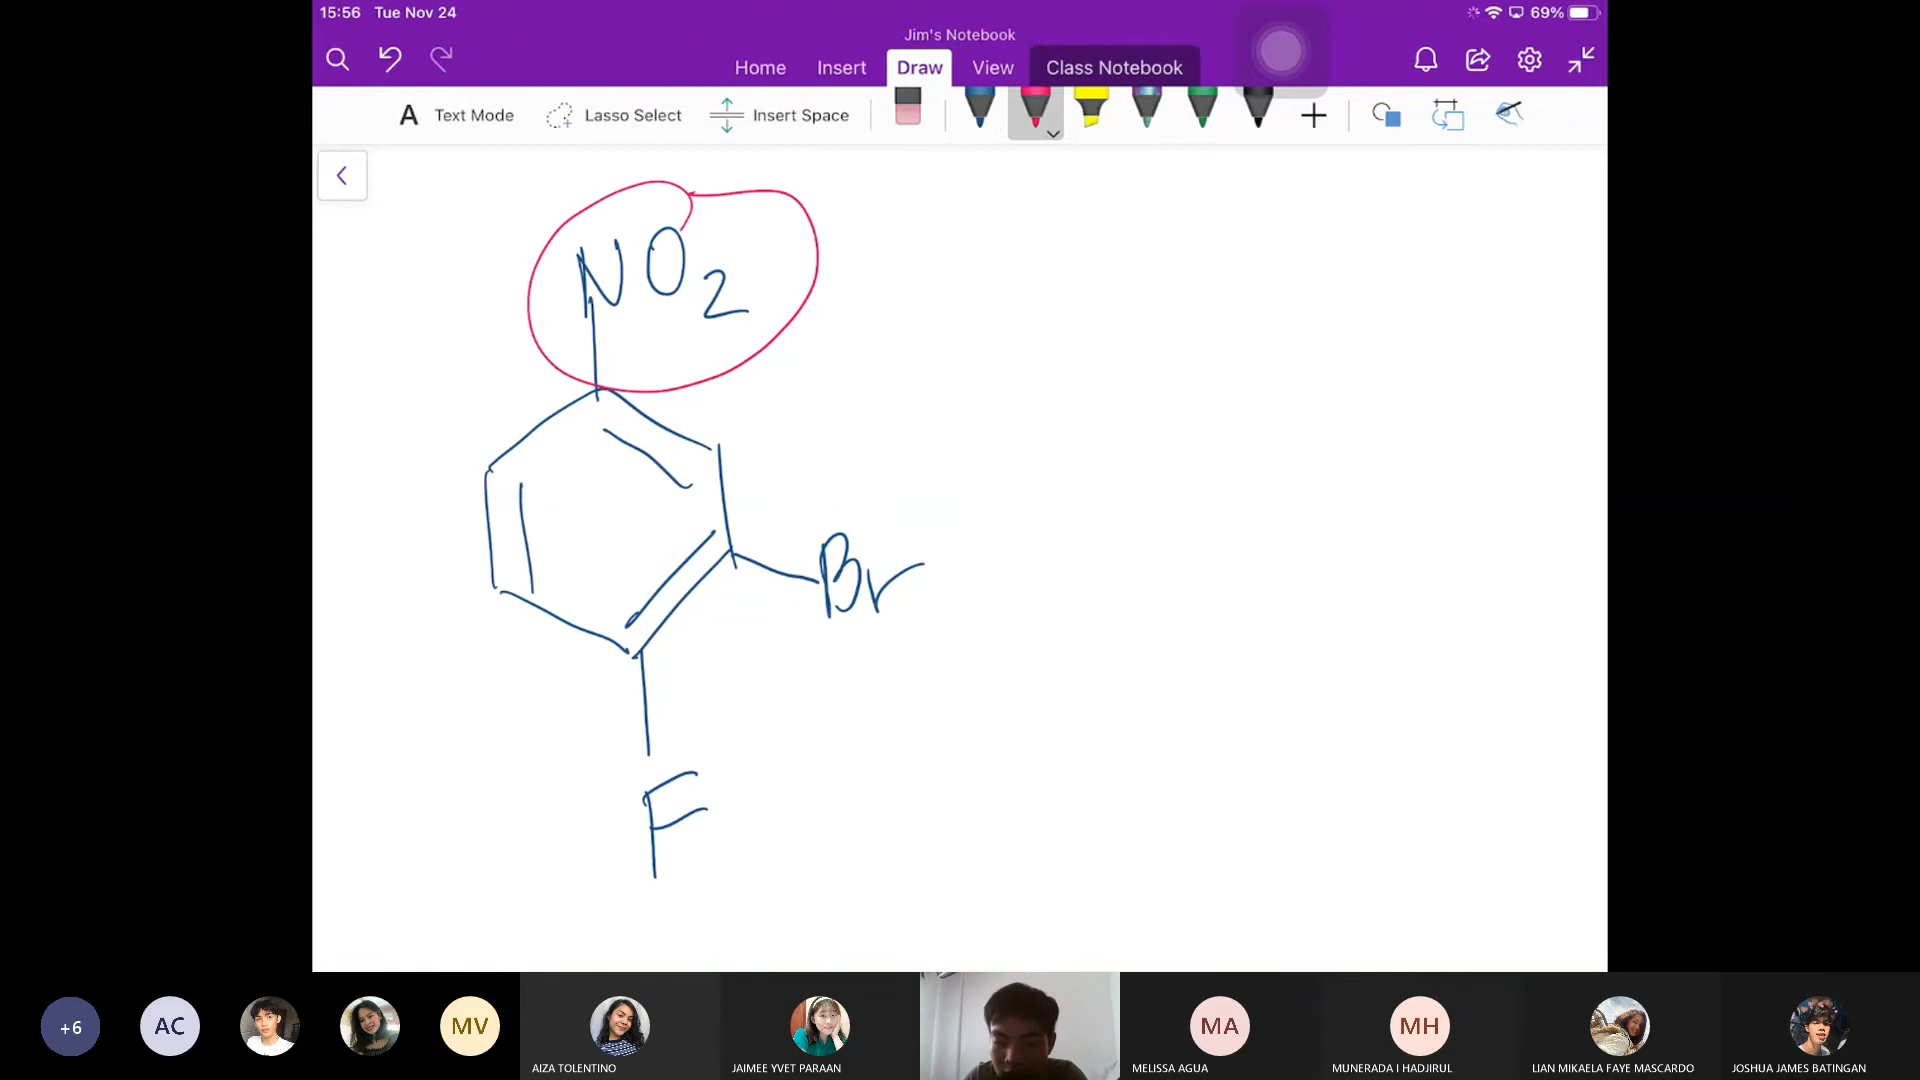 15:56 Tue Nov 24
69%
Jim's Notebook
Home Insert Draw View Class Notebook
A Text Mode Lasso Select Insert Space
NO2
Br
F
+6 AC MV MA MH
AIZA TOLENTINO JAIMEE YVET PARAAN MELISSA AGUA MUNERADA I HADJIRUL LIAN MIKAELA FAYE MASCARDO JOSHUA JAMES BATINGAN